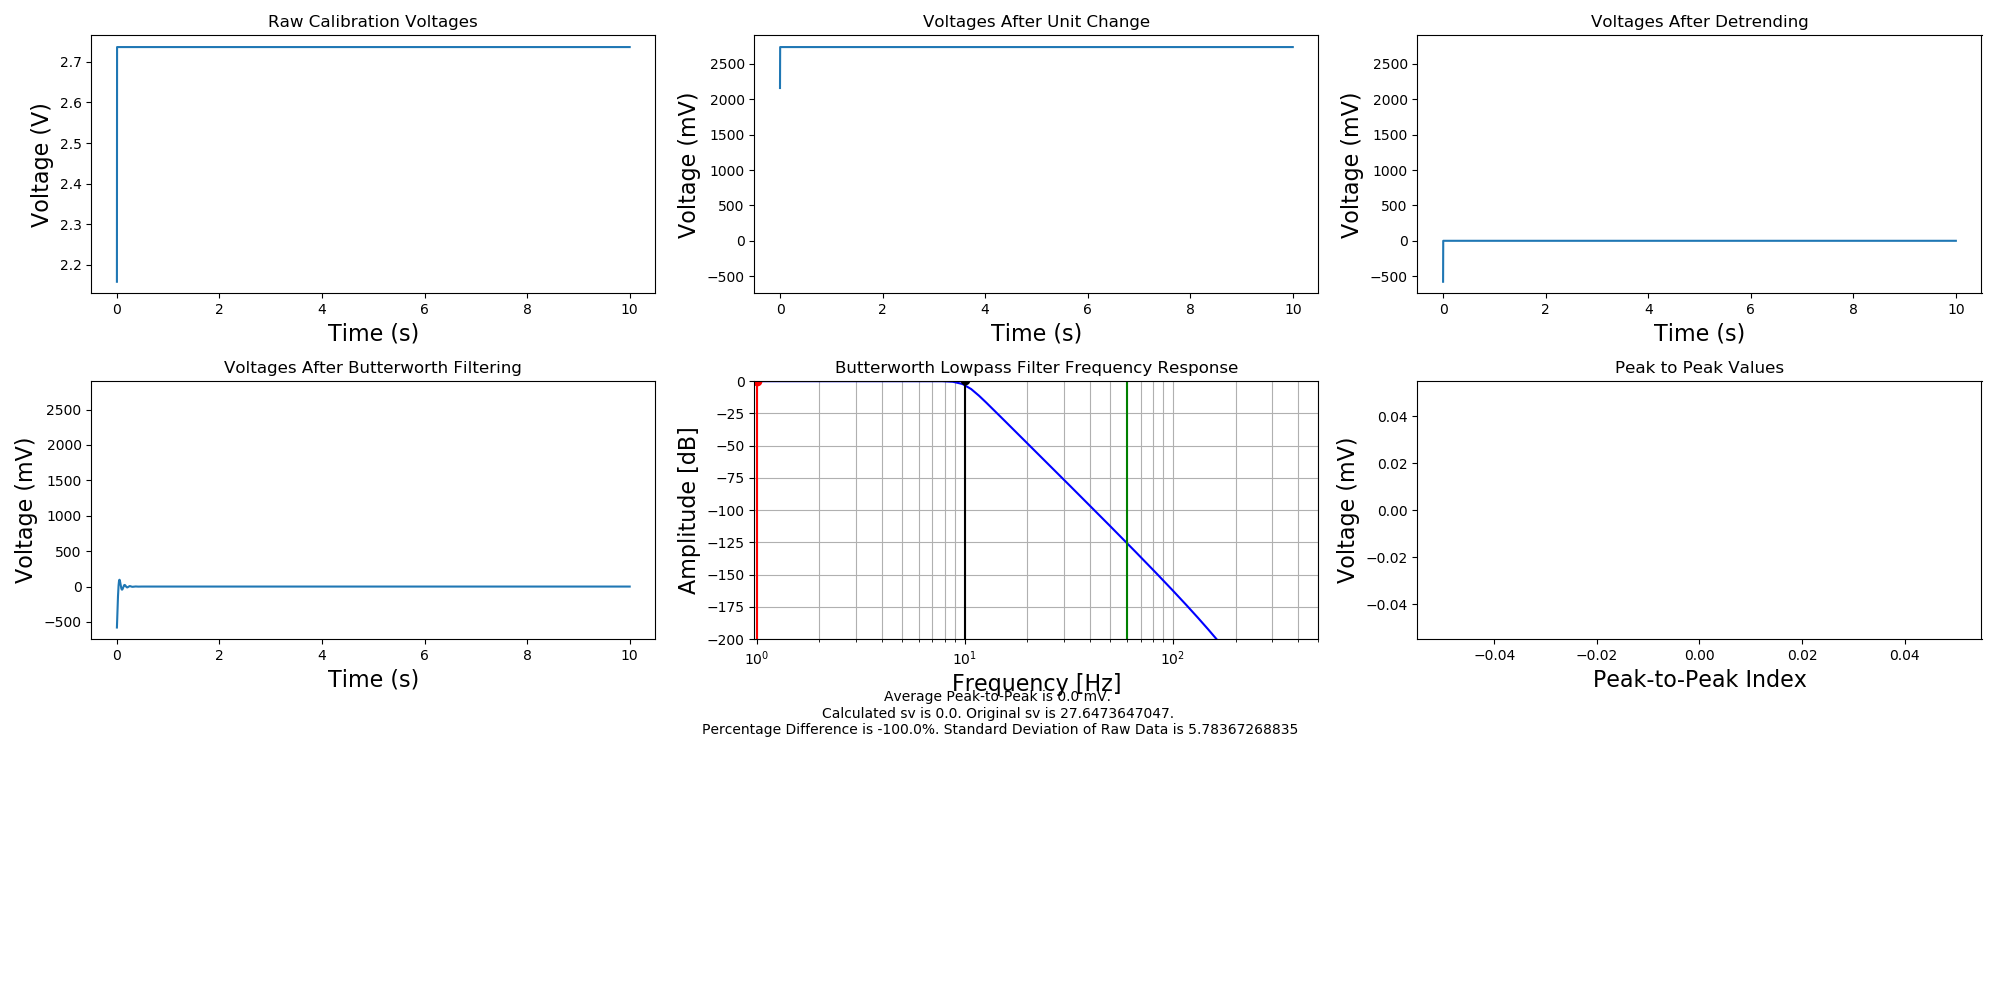 Raw Calibration Voltages
Voltage (V)
2.7
2.6
2.5
2.4
2.3
2.2
0 2 4 6 8 10
Time (s)
Voltages After Unit Change
Voltage (mV)
2500
2000
1500
1000
500
0
−500
0 2 4 6 8 10
Time (s)
Voltages After Detrending
Voltage (mV)
2500
2000
1500
1000
500
0
−500
0 2 4 6 8 10
Time (s)
Voltages After Butterworth Filtering
Voltage (mV)
2500
2000
1500
1000
500
0
−500
0 2 4 6 8 10
Time (s)
Butterworth Lowpass Filter Frequency Response
Amplitude [dB]
0
−25
−50
−75
−100
−125
−150
−175
−200
10⁰ 10¹ 10²
Frequency [Hz]
Peak to Peak Values
Voltage (mV)
0.04
0.02
0.00
−0.02
−0.04
−0.04 −0.02 0.00 0.02 0.04
Peak-to-Peak Index
Average Peak-to-Peak is 0.0 mV.
Calculated sv is 0.0. Original sv is 27.6473647047.
Percentage Difference is -100.0%. Standard Deviation of Raw Data is 5.78367268835